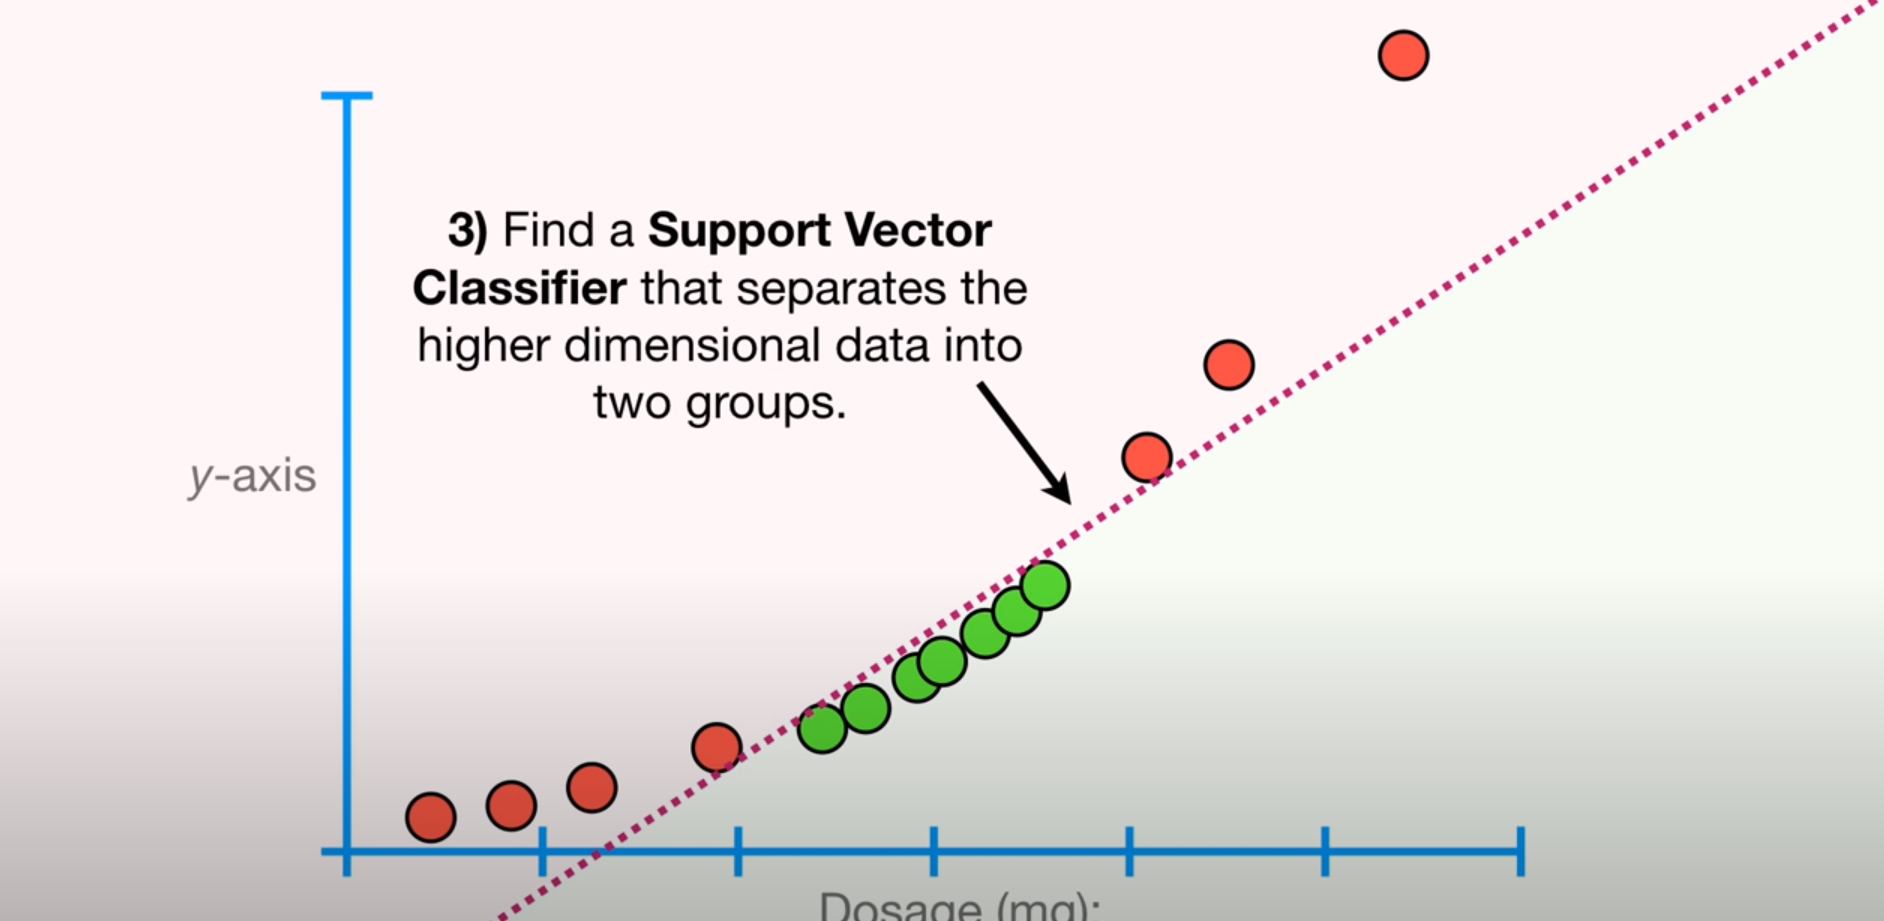 3) Find a Support Vector
Classifier that separates the
higher dimensional data into
two groups.
y-axis
Dosage (mg):